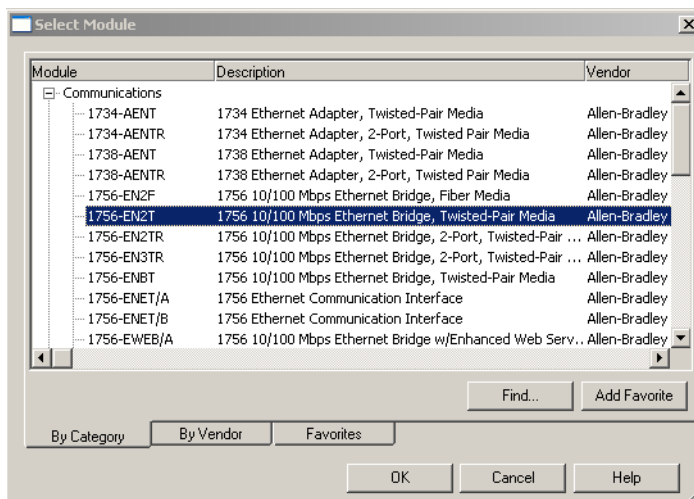 Select Module
Module Description Vendor
Communications
1734-AENT 1734 Ethernet Adapter, Twisted-Pair Media Allen-Bradley
1734-AENTR 1734 Ethernet Adapter, 2-Port, Twisted Pair Media Allen-Bradley
1738-AENT 1738 Ethernet Adapter, Twisted-Pair Media Allen-Bradley
1738-AENTR 1738 Ethernet Adapter, 2-Port, Twisted Pair Media Allen-Bradley
1756-EN2F 1756 10/100 Mbps Ethernet Bridge, Fiber Media Allen-Bradley
1756-EN2T 1756 10/100 Mbps Ethernet Bridge, Twisted-Pair Media Allen-Bradley
1756-EN2TR 1756 10/100 Mbps Ethernet Bridge, 2-Port, Twisted-Pair ... Allen-Bradley
1756-EN3TR 1756 10/100 Mbps Ethernet Bridge, 2-Port, Twisted-Pair ... Allen-Bradley
1756-ENBT 1756 10/100 Mbps Ethernet Bridge, Twisted-Pair Media Allen-Bradley
1756-ENET/A 1756 Ethernet Communication Interface Allen-Bradley
1756-ENET/B 1756 Ethernet Communication Interface Allen-Bradley
1756-EWEB/A 1756 10/100 Mbps Ethernet Bridge w/Enhanced Web Serv... Allen-Bradley
Find... Add Favorite
By Category By Vendor Favorites
OK Cancel Help